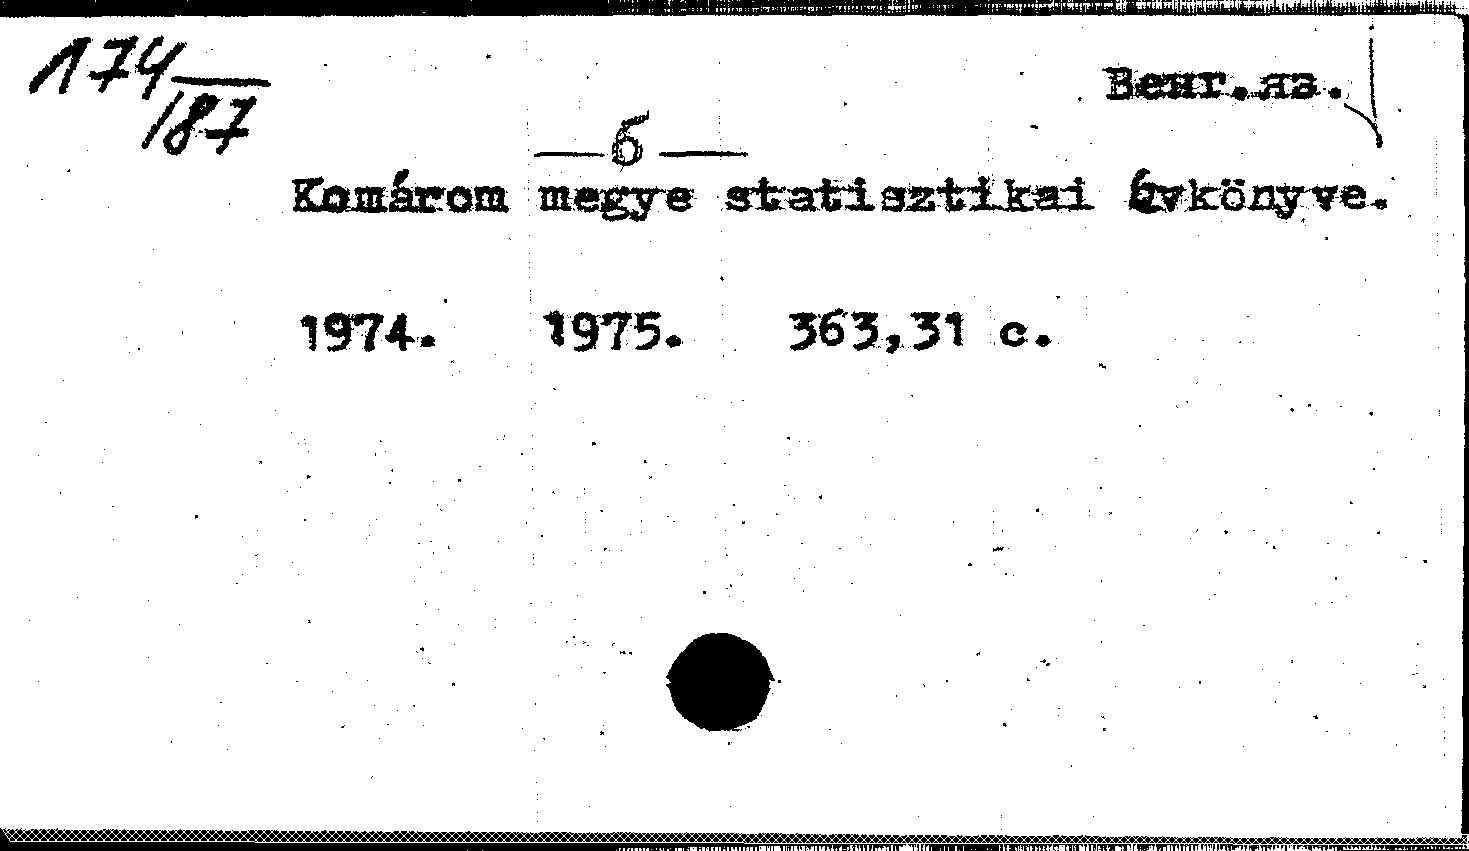 174/187
Венг.яз.
— б —
Komárom megye statisztikai évkönyve.
1974. 1975. 363,31 с.